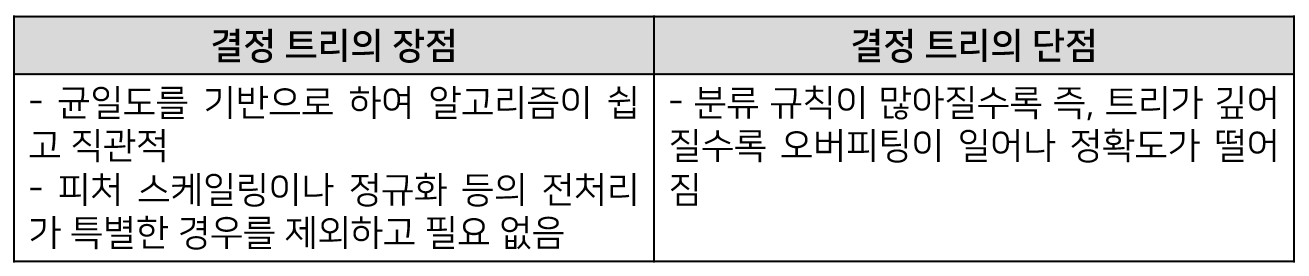 결정 트리의 장점
결정 트리의 단점
- 균일도를 기반으로 하여 알고리즘이 쉽
고 직관적
- 피처 스케일링이나 정규화 등의 전처리
가 특별한 경우를 제외하고 필요 없음
- 분류 규칙이 많아질수록 즉, 트리가 깊어
질수록 오버피팅이 일어나 정확도가 떨어
짐